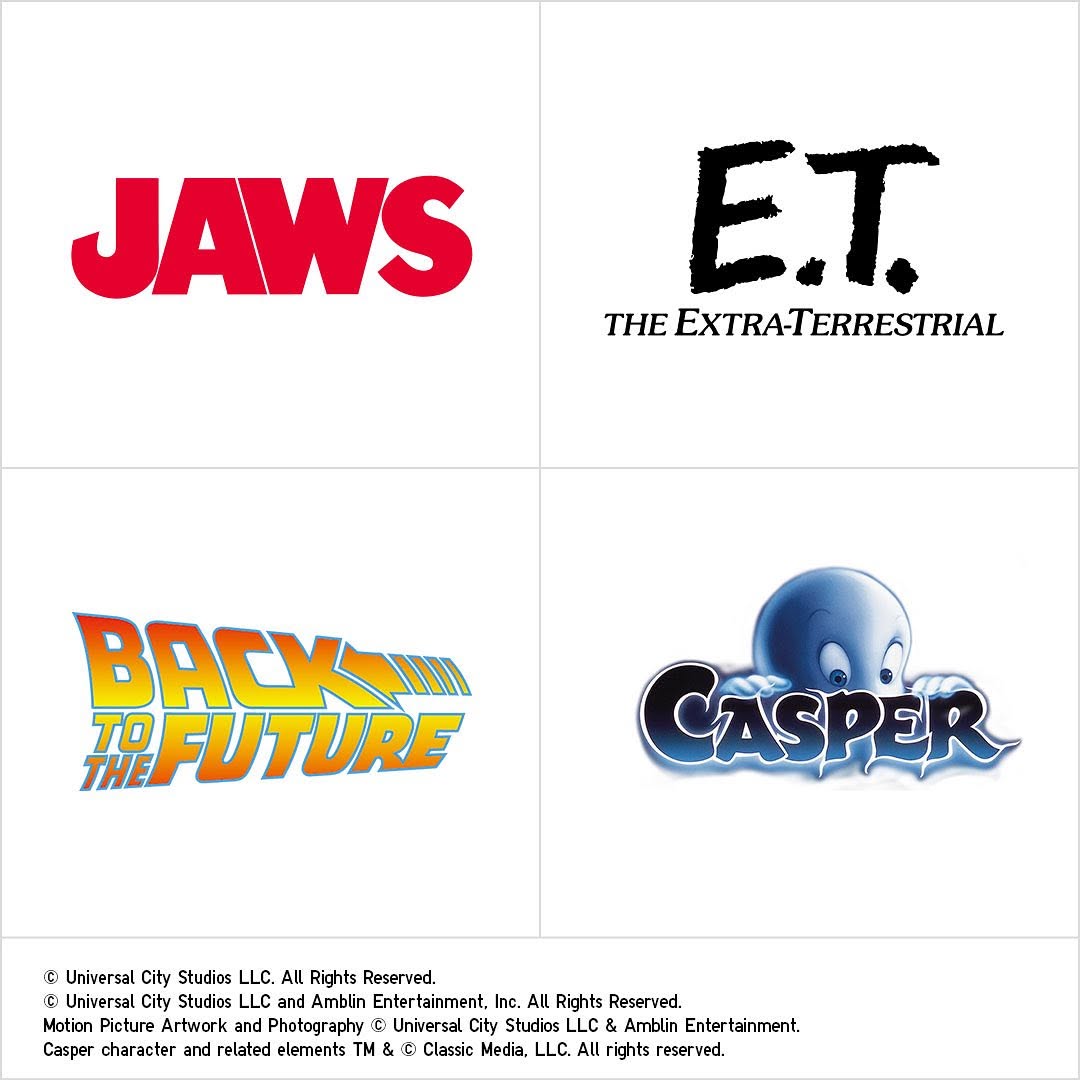 JAWS
E.T.
THE EXTRA-TERRESTRIAL
BACK
TO
THE FUTURE
CASPER
© Universal City Studios LLC. All Rights Reserved.
© Universal City Studios LLC and Amblin Entertainment, Inc. All Rights Reserved.
Motion Picture Artwork and Photography © Universal City Studios LLC & Amblin Entertainment.
Casper character and related elements TM & © Classic Media, LLC. All rights reserved.